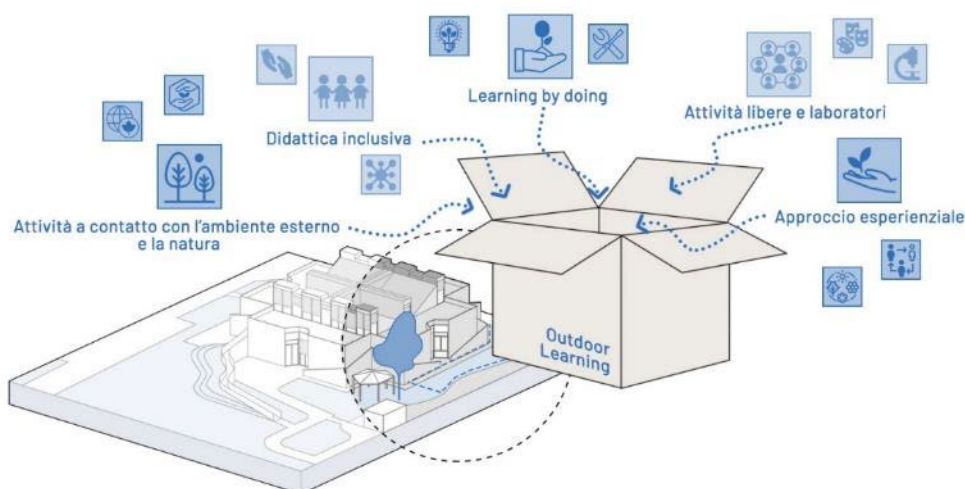 Learning by doing
Attività libere e laboratori
Didattica inclusiva
Attività a contatto con l'ambiente esterno
e la natura
Approccio esperienziale
Outdoor
Learning